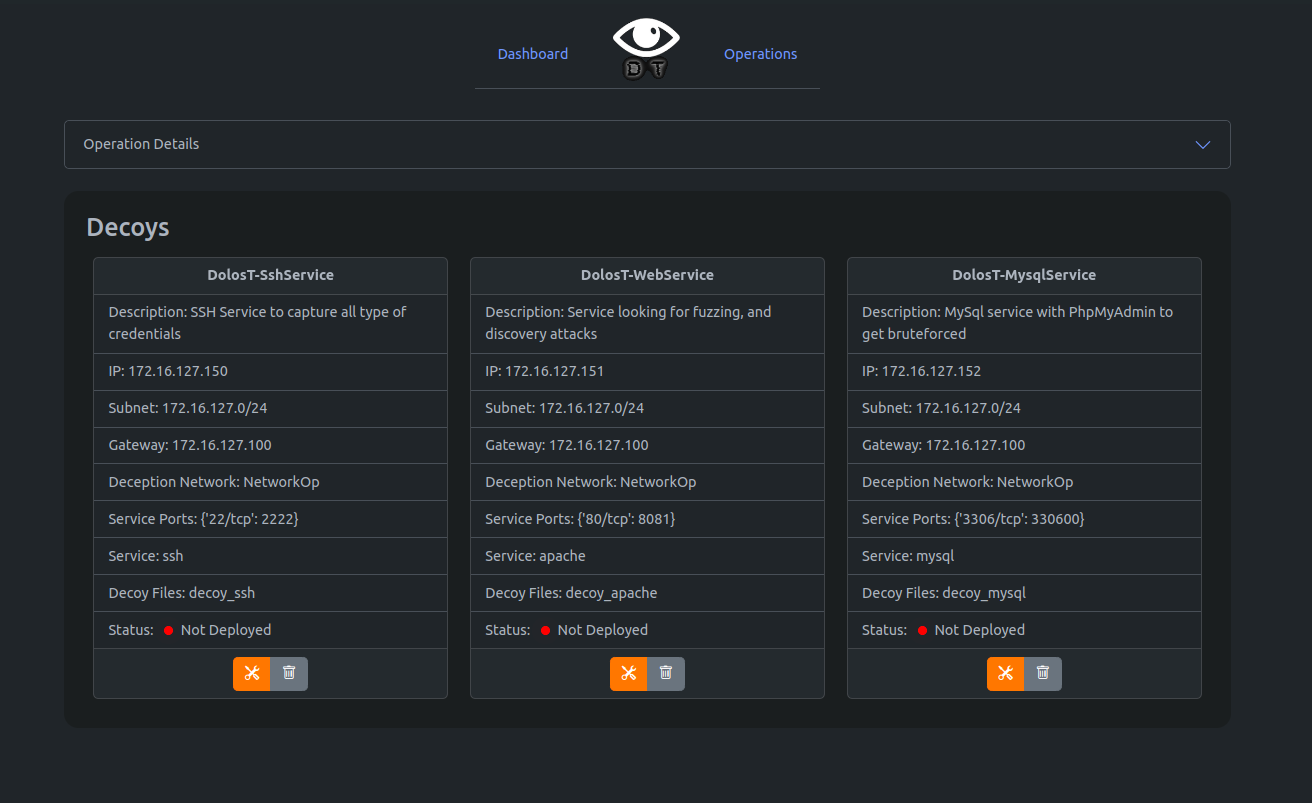 Dashboard
D T
Operations
Operation Details
Decoys
DolosT-SshService
Description: SSH Service to capture all type of
credentials
IP: 172.16.127.150
Subnet: 172.16.127.0/24
Gateway: 172.16.127.100
Deception Network: NetworkOp
Service Ports: {'22/tcp': 2222}
Service: ssh
Decoy Files: decoy_ssh
Status: Not Deployed
DolosT-WebService
Description: Service looking for fuzzing, and
discovery attacks
IP: 172.16.127.151
Subnet: 172.16.127.0/24
Gateway: 172.16.127.100
Deception Network: NetworkOp
Service Ports: {'80/tcp': 8081}
Service: apache
Decoy Files: decoy_apache
Status: Not Deployed
DolosT-MysqlService
Description: MySql service with PhpMyAdmin to
get bruteforced
IP: 172.16.127.152
Subnet: 172.16.127.0/24
Gateway: 172.16.127.100
Deception Network: NetworkOp
Service Ports: {'3306/tcp': 330600}
Service: mysql
Decoy Files: decoy_mysql
Status: Not Deployed